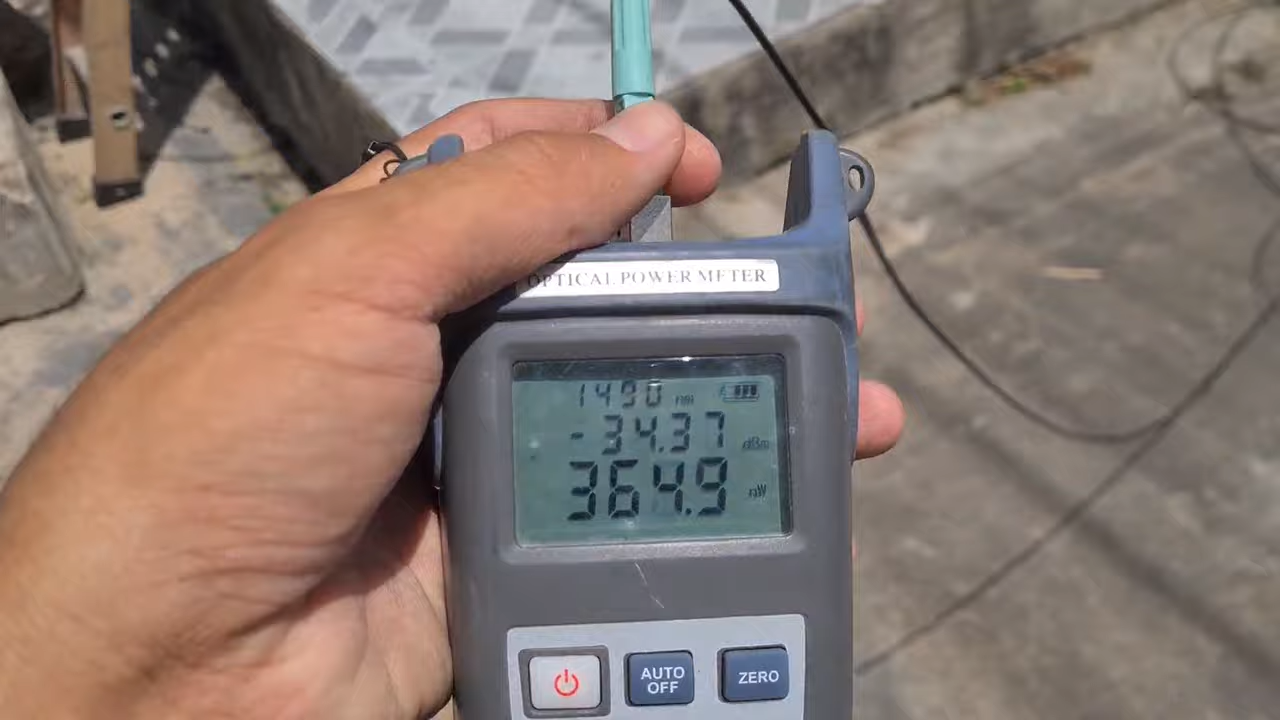 OPTICAL POWER METER
1490 nm
-34.37 dBm
364.9 nW
AUTO OFF
ZERO